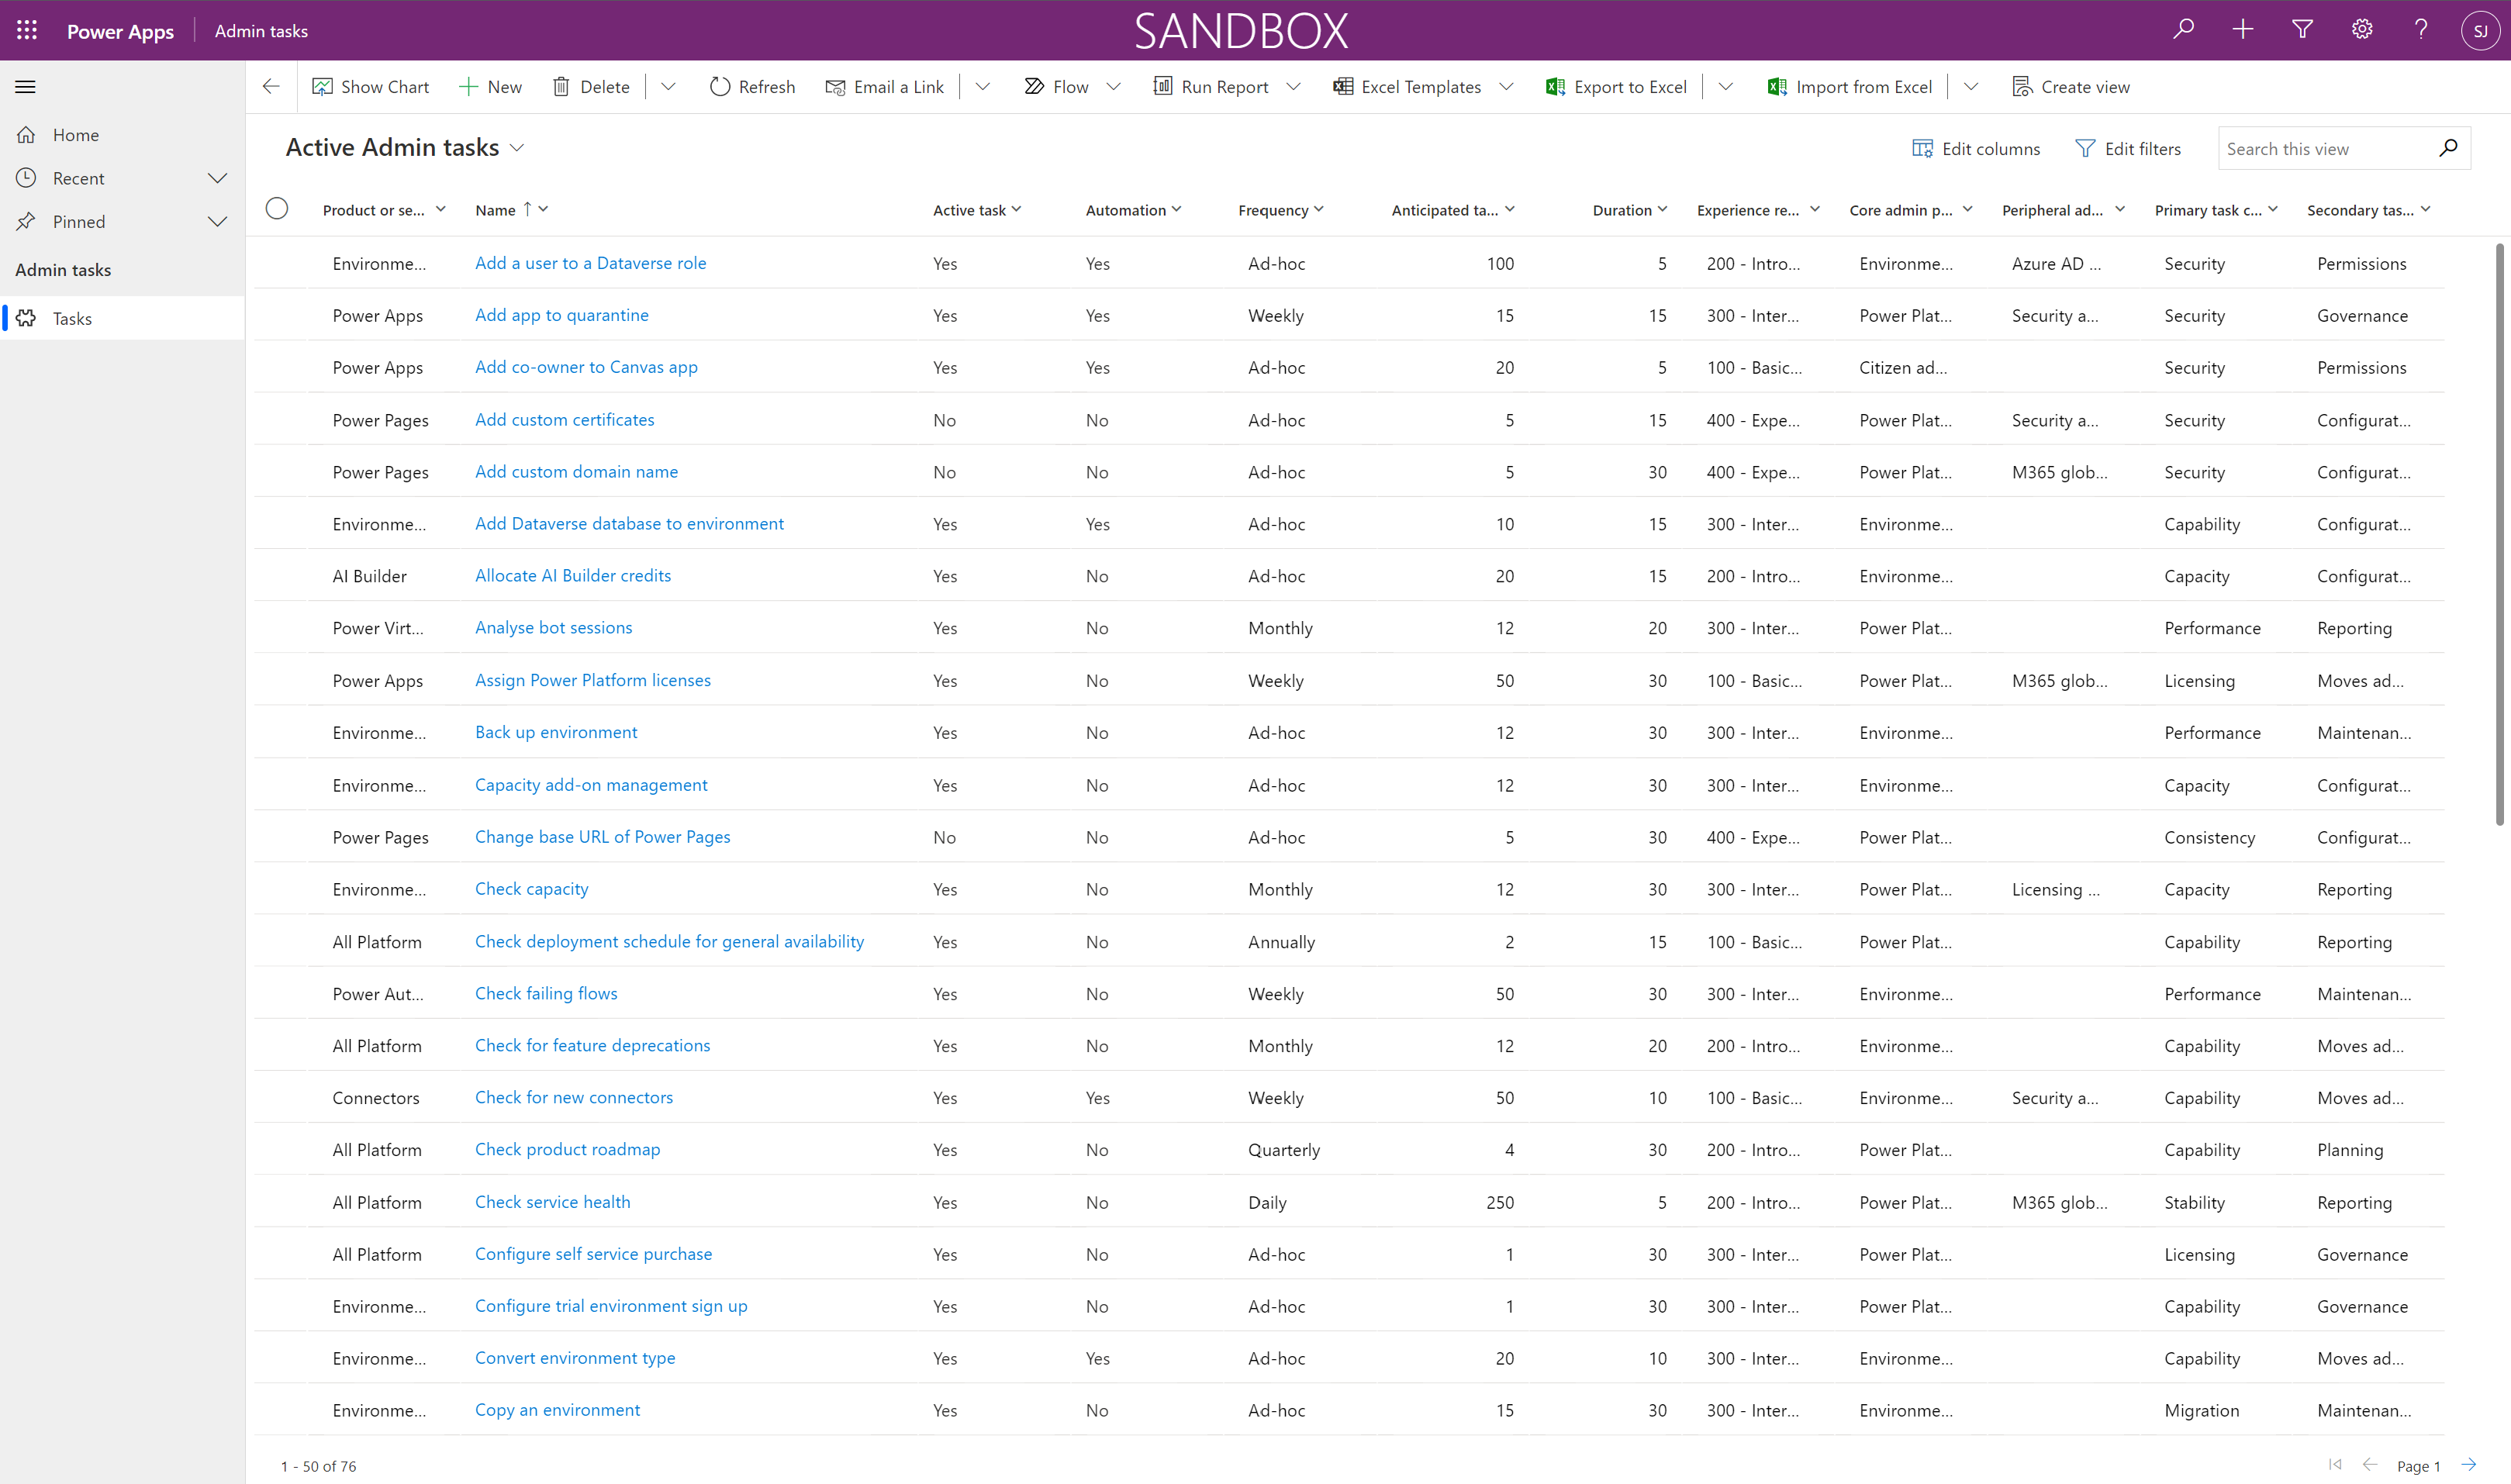 Power Apps Admin tasks SANDBOX SJ
Show Chart New Delete Refresh Email a Link Flow Run Report Excel Templates Export to Excel Import from Excel Create view
Home
Recent
Pinned
Admin tasks
Tasks
Active Admin tasks Edit columns Edit filters Search this view
Product or se... Name Active task Automation Frequency Anticipated ta... Duration Experience re... Core admin p... Peripheral ad... Primary task c... Secondary tas...
Environme... Add a user to a Dataverse role Yes Yes Ad-hoc 100 5 200 - Intro... Environme... Azure AD ... Security Permissions
Power Apps Add app to quarantine Yes Yes Weekly 15 15 300 - Inter... Power Plat... Security a... Security Governance
Power Apps Add co-owner to Canvas app Yes Yes Ad-hoc 20 5 100 - Basic... Citizen ad... Security Permissions
Power Pages Add custom certificates No No Ad-hoc 5 15 400 - Expe... Power Plat... Security a... Security Configurat...
Power Pages Add custom domain name No No Ad-hoc 5 30 400 - Expe... Power Plat... M365 glob... Security Configurat...
Environme... Add Dataverse database to environment Yes Yes Ad-hoc 10 15 300 - Inter... Environme... Capability Configurat...
AI Builder Allocate AI Builder credits Yes No Ad-hoc 20 15 200 - Intro... Environme... Capacity Configurat...
Power Virt... Analyse bot sessions Yes No Monthly 12 20 300 - Inter... Power Plat... Performance Reporting
Power Apps Assign Power Platform licenses Yes No Weekly 50 30 100 - Basic... Power Plat... M365 glob... Licensing Moves ad...
Environme... Back up environment Yes No Ad-hoc 12 30 300 - Inter... Environme... Performance Maintenan...
Environme... Capacity add-on management Yes No Ad-hoc 12 30 300 - Inter... Environme... Capacity Configurat...
Power Pages Change base URL of Power Pages No No Ad-hoc 5 30 400 - Expe... Power Plat... Consistency Configurat...
Environme... Check capacity Yes No Monthly 12 30 300 - Inter... Power Plat... Licensing ... Capacity Reporting
All Platform Check deployment schedule for general availability Yes No Annually 2 15 100 - Basic... Power Plat... Capability Reporting
Power Aut... Check failing flows Yes No Weekly 50 30 300 - Inter... Environme... Performance Maintenan...
All Platform Check for feature deprecations Yes No Monthly 12 20 200 - Intro... Environme... Capability Moves ad...
Connectors Check for new connectors Yes Yes Weekly 50 10 100 - Basic... Environme... Security a... Capability Moves ad...
All Platform Check product roadmap Yes No Quarterly 4 30 200 - Intro... Power Plat... Capability Planning
All Platform Check service health Yes No Daily 250 5 200 - Intro... Power Plat... M365 glob... Stability Reporting
All Platform Configure self service purchase Yes No Ad-hoc 1 30 300 - Inter... Power Plat... Licensing Governance
Environme... Configure trial environment sign up Yes No Ad-hoc 1 30 300 - Inter... Power Plat... Capability Governance
Environme... Convert environment type Yes Yes Ad-hoc 20 10 300 - Inter... Environme... Capability Moves ad...
Environme... Copy an environment Yes No Ad-hoc 15 30 300 - Inter... Environme... Migration Maintenan...
1 - 50 of 76 Page 1